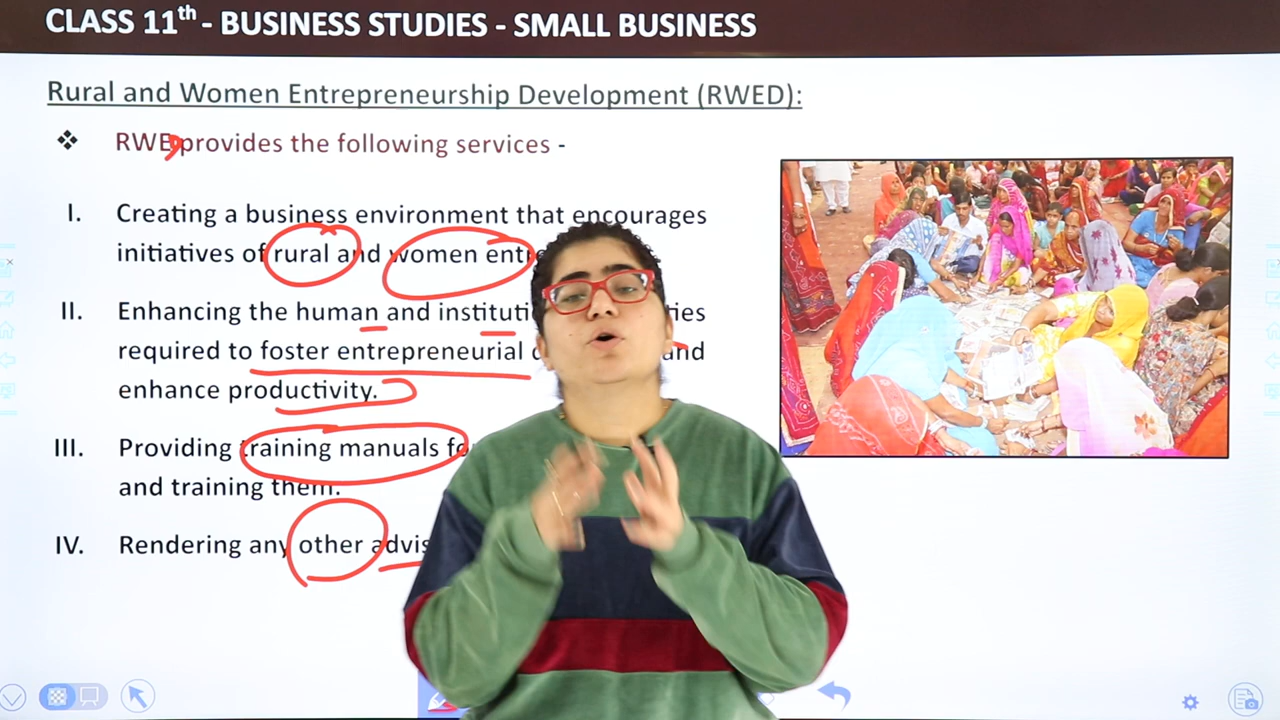 CLASS 11th - BUSINESS STUDIES - SMALL BUSINESS
Rural and Women Entrepreneurship Development (RWED):
❖ RWE provides the following services -
I. Creating a business environment that encourages
initiatives of rural and women
II. Enhancing the human and
required to foster entrepreneurial and
enhance productivity.
III. Providing training manuals
and training them.
IV. Rendering any other